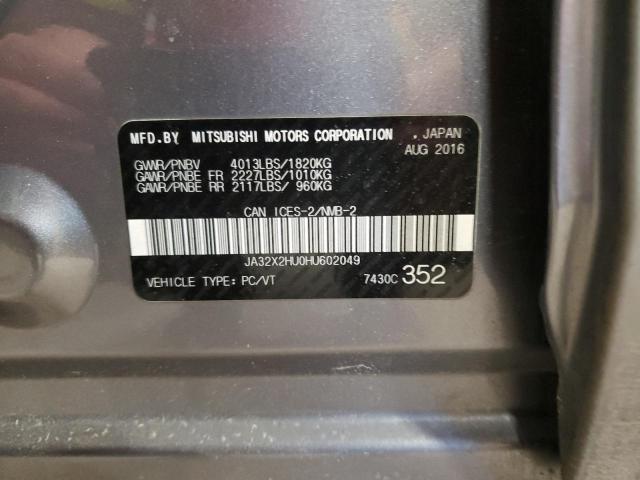 MFD.BY MITSUBISHI MOTORS CORPORATION . JAPAN
AUG 2016
GVWR/PNBV 4013LBS/1820KG
GAWR/PNBE FR 2227LBS/1010KG
GAWR/PNBE RR 2117LBS/ 960KG
CAN ICES-2/NMB-2
JA32X2HU0HU602049
VEHICLE TYPE: PC/VT 7430C 352